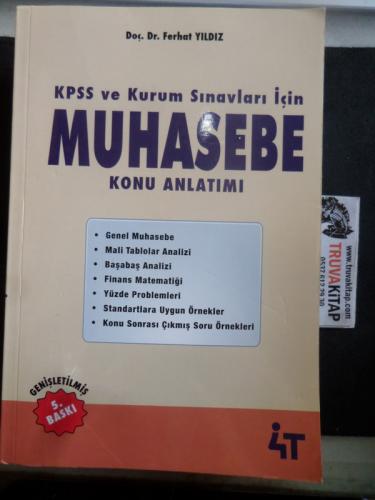 Doç. Dr. Ferhat YILDIZ
KPSS ve Kurum Sınavları İçin
MUHASEBE
KONU ANLATIMI
• Genel Muhasebe
• Mali Tablolar Analizi
• Başabaş Analizi
• Finans Matematiği
• Yüzde Problemleri
• Standartlara Uygun Örnekler
• Konu Sonrası Çıkmış Soru Örnekleri
GENİŞLETİLMİŞ
5. BASKI
4T
www.truvakitap.com
TRUVAKİTAP